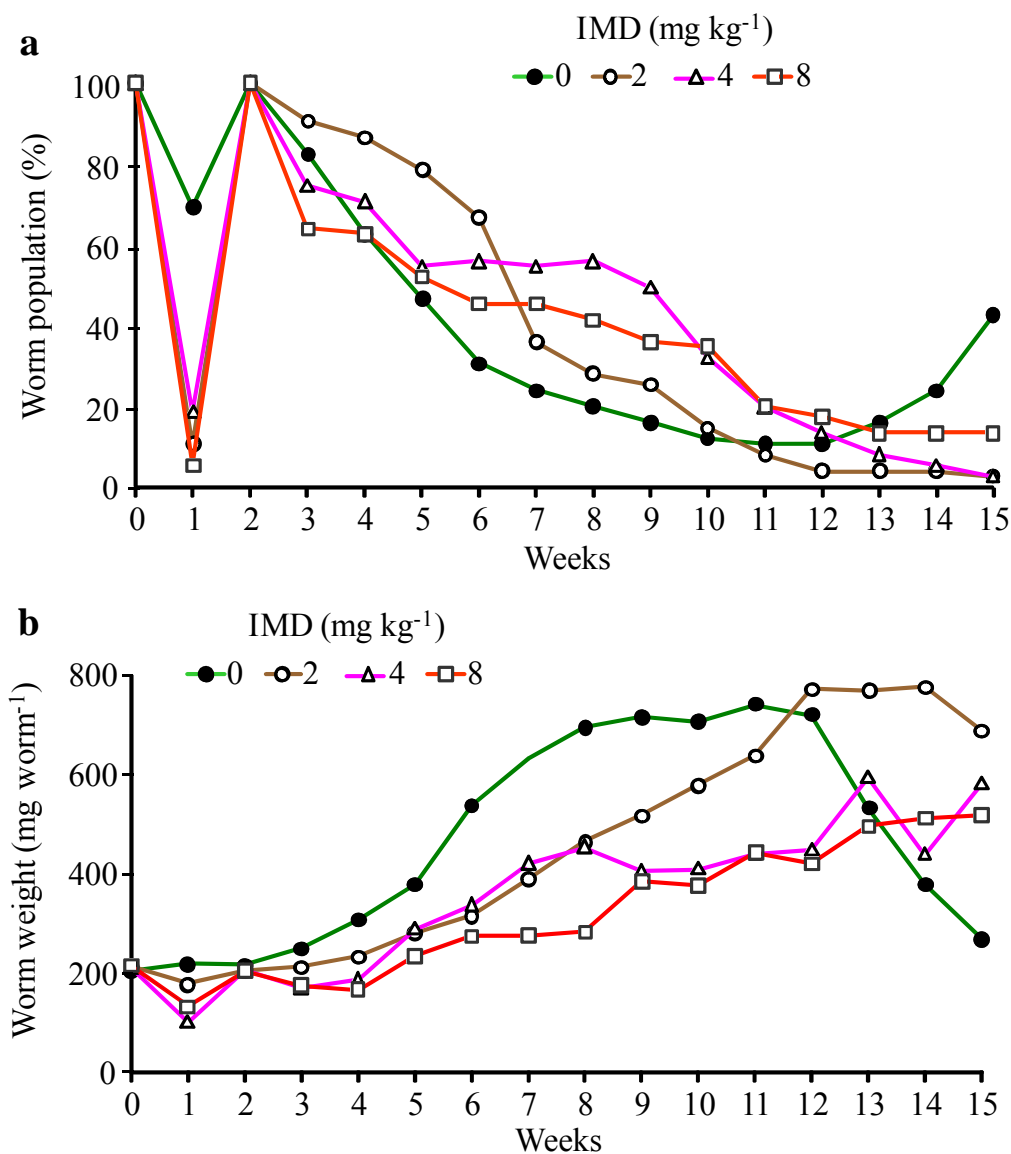 a
IMD (mg kg-1)
0 2 4 8
Worm population (%)
100
80
60
40
20
0
0 1 2 3 4 5 6 7 8 9 10 11 12 13 14 15
Weeks
b
IMD (mg kg-1)
0 2 4 8
Worm weight (mg worm-1)
800
600
400
200
0
0 1 2 3 4 5 6 7 8 9 10 11 12 13 14 15
Weeks